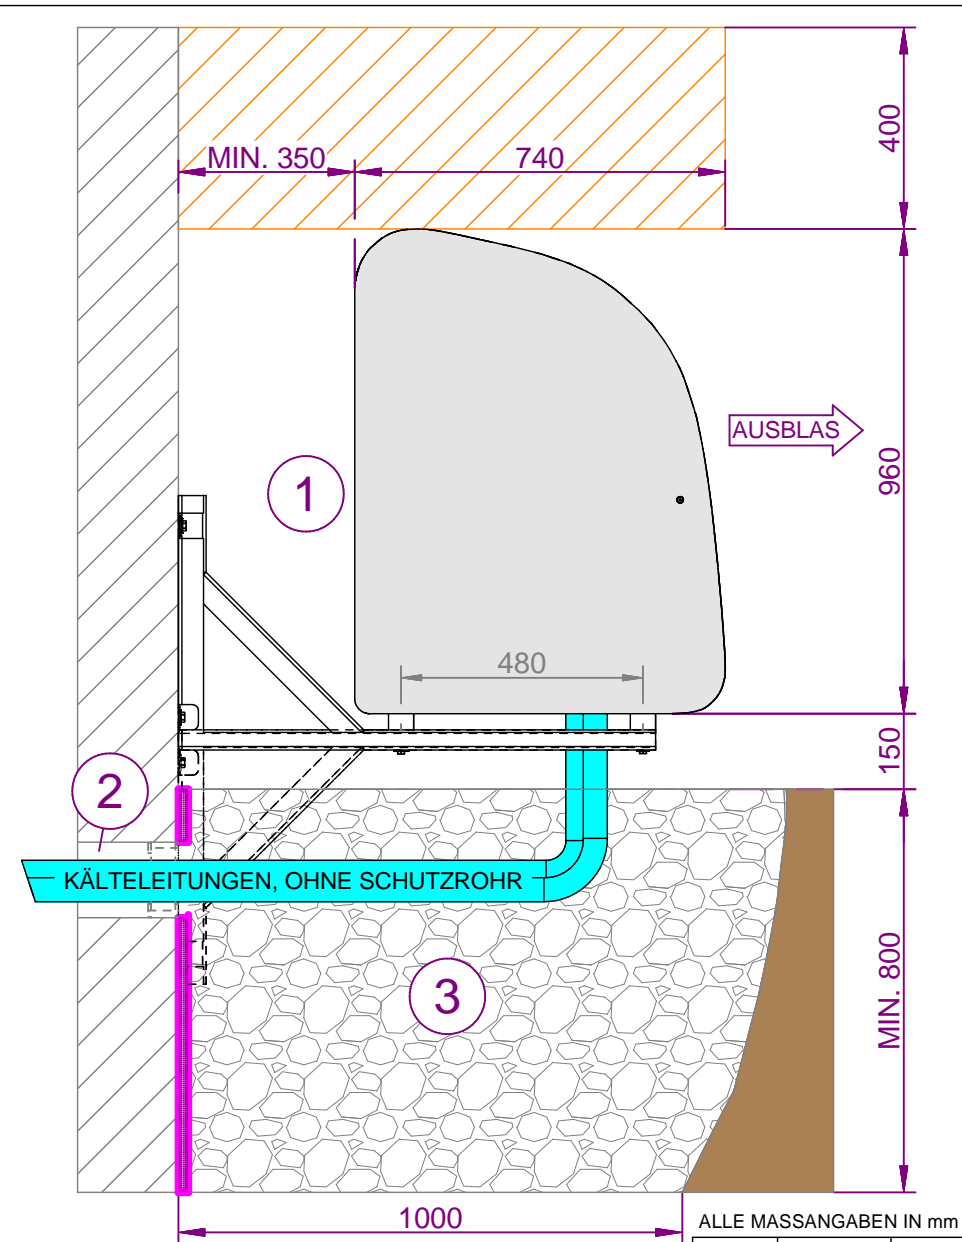 400
MIN. 350
740
AUSBLAS
960
1
480
150
2
KÄLTELEITUNGEN, OHNE SCHUTZROHR
3
MIN. 800
1000
ALLE MASSANGABEN IN mm